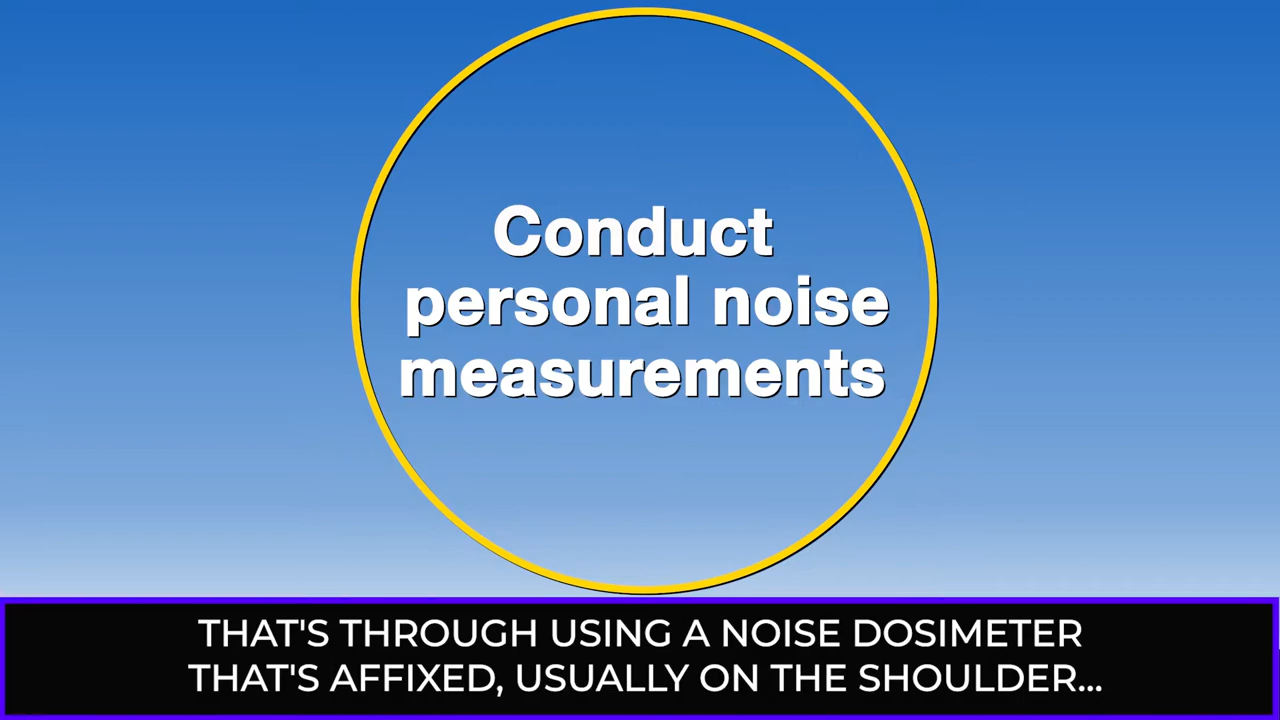 Conduct
personal noise
measurements
THAT'S THROUGH USING A NOISE DOSIMETER
THAT'S AFFIXED, USUALLY ON THE SHOULDER...